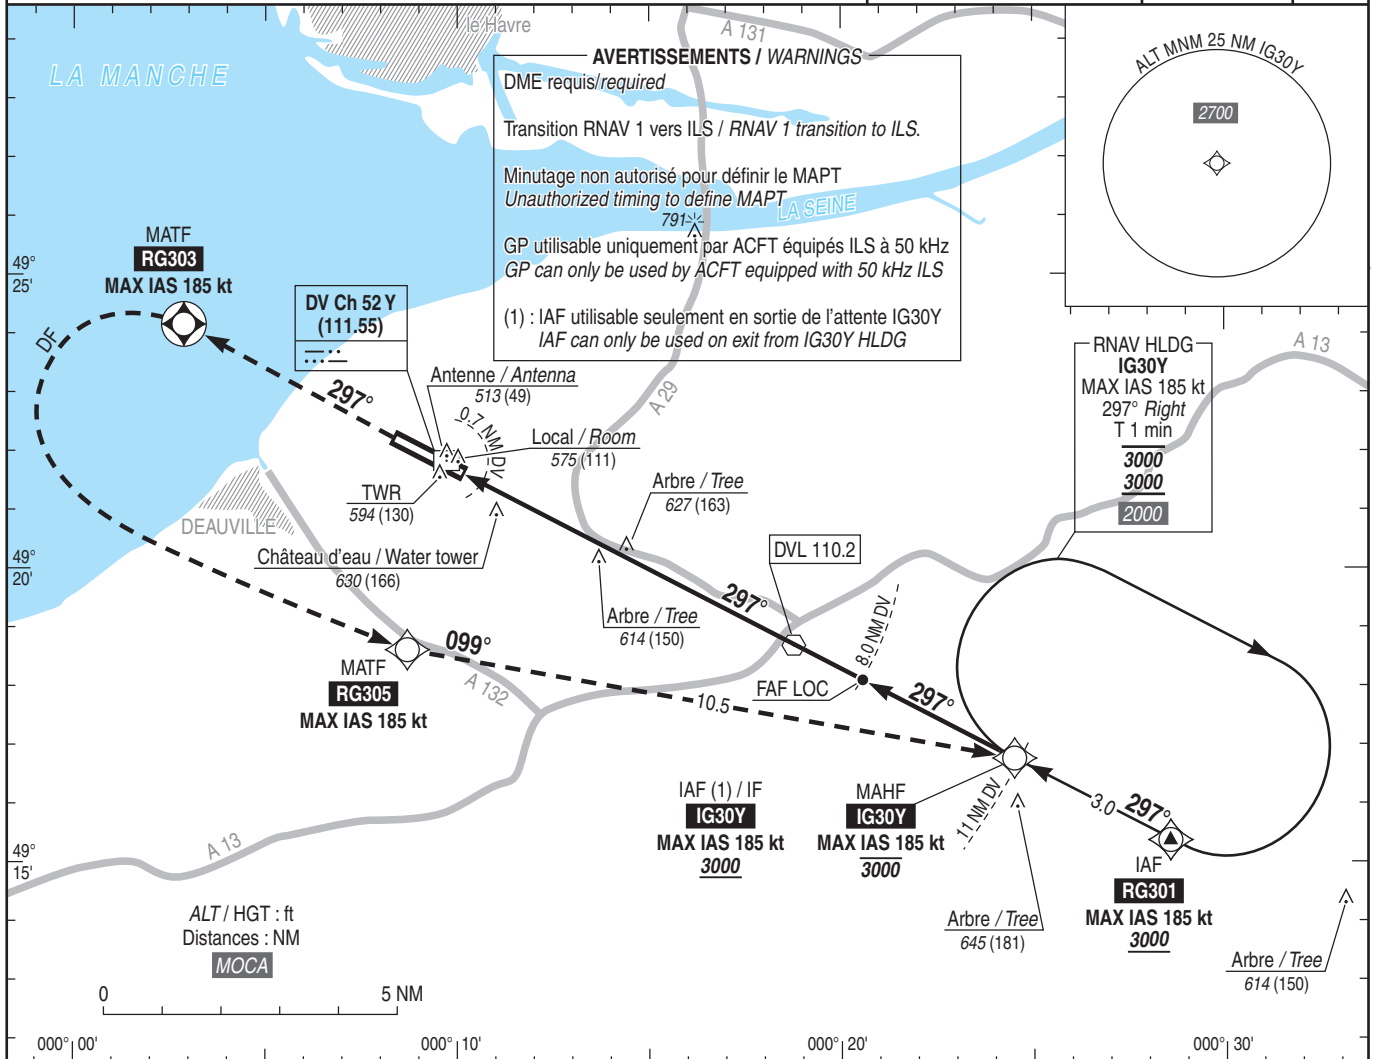 le Havre
A 131
LA MANCHE
AVERTISSEMENTS / WARNINGS
DME requis/required
Transition RNAV 1 vers ILS / RNAV 1 transition to ILS.
Minutage non autorisé pour définir le MAPT
Unauthorized timing to define MAPT
791
GP utilisable uniquement par ACFT équipés ILS à 50 kHz
GP can only be used by ACFT equipped with 50 kHz ILS
(1) : IAF utilisable seulement en sortie de l'attente IG30Y
IAF can only be used on exit from IG30Y HLDG
LA SEINE
ALT MNM 25 NM IG30Y
2700
MATF
RG303
MAX IAS 185 kt
49°
25'
DF
DV Ch 52 Y
(111.55)
297°
Antenne / Antenna
513 (49)
0.7 NM DV
Local / Room
575 (111)
A 29
RNAV HLDG
IG30Y
MAX IAS 185 kt
297° Right
T 1 min
3000
3000
2000
A 13
TWR
594 (130)
Arbre / Tree
627 (163)
DEAUVILLE
Château d'eau / Water tower
630 (166)
49°
20'
DVL 110.2
297°
Arbre / Tree
614 (150)
8.0 NM DV
099°
MATF
RG305
MAX IAS 185 kt
A 132
10.5
FAF LOC
297°
IAF (1) / IF
IG30Y
MAX IAS 185 kt
3000
MAHF
IG30Y
MAX IAS 185 kt
3000
11 NM DV
3.0
297°
A 13
49°
15'
IAF
RG301
MAX IAS 185 kt
3000
Arbre / Tree
645 (181)
Arbre / Tree
614 (150)
ALT / HGT : ft
Distances : NM
MOCA
0
5 NM
000° 00'
000° 10'
000° 20'
000° 30'